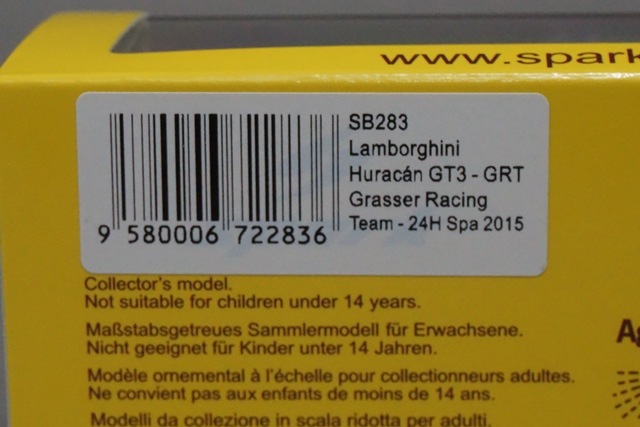 www.spark
SB283
Lamborghini
Huracán GT3 - GRT
Grasser Racing
Team - 24H Spa 2015
9 580006 722836
Collector's model.
Not suitable for children under 14 years.
Maßstabsgetreues Sammlermodell für Erwachsene.
Nicht geeignet für Kinder unter 14 Jahren.
Modèle ornemental à l'échelle pour collectionneurs adultes.
Ne convient pas aux enfants de moins de 14 ans.
Modelli da collezione in scala ridotta per adulti.